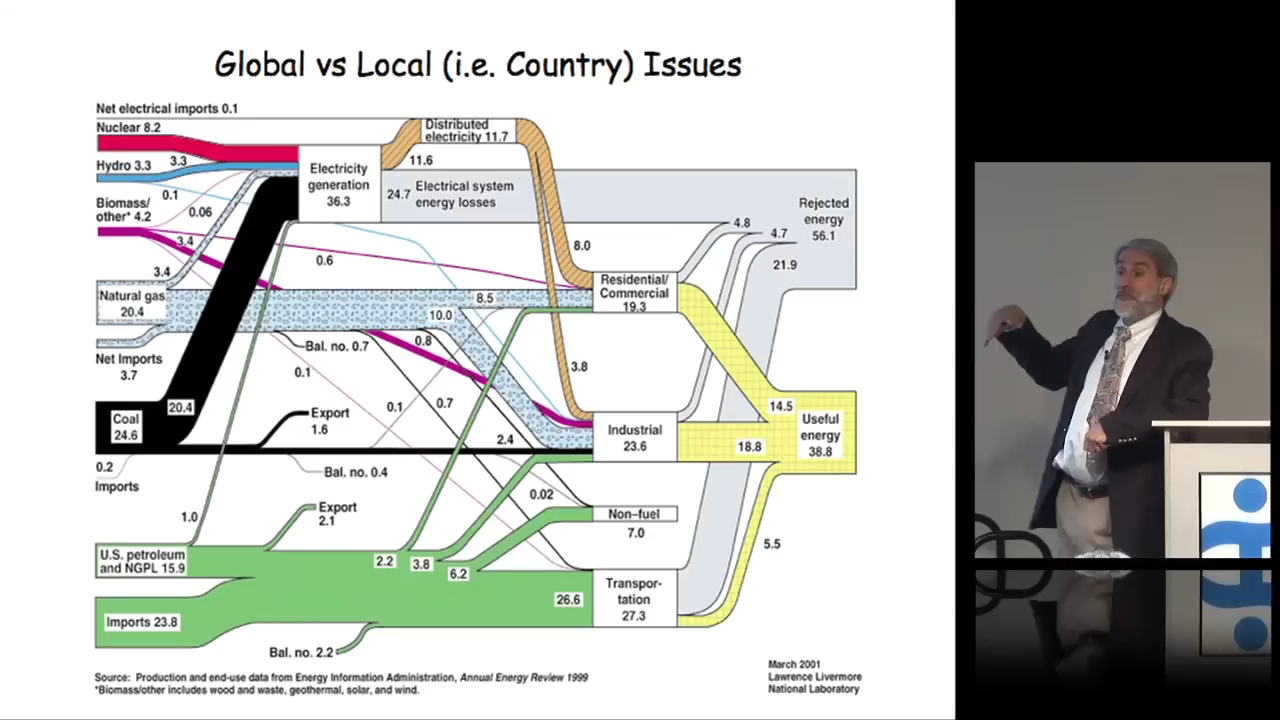 Global vs Local (i.e. Country) Issues
Net electrical imports 0.1
Nuclear 8.2
Hydro 3.3
3.3
0.1
Biomass/
other* 4.2
0.06
3.4
3.4
Natural gas
20.4
Net Imports
3.7
Coal
24.6
20.4
0.2
Imports
U.S. petroleum
and NGPL 15.9
Imports 23.8
1.0
Electricity
generation
36.3
Distributed
electricity 11.7
11.6
24.7
Electrical system
energy losses
0.6
8.5
10.0
0.8
Bal. no. 0.7
0.1
0.1
0.7
2.4
Export
1.6
Bal. no. 0.4
Export
2.1
2.2
3.8
6.2
0.02
26.6
Bal. no. 2.2
8.0
3.8
Residential/
Commercial
19.3
Industrial
23.6
Non–fuel
7.0
Transpor-
tation
27.3
4.8
4.7
21.9
Rejected
energy
56.1
14.5
18.8
5.5
Useful
energy
38.8
Source: Production and end-use data from Energy Information Administration, Annual Energy Review 1999
*Biomass/other includes wood and waste, geothermal, solar, and wind.
March 2001
Lawrence Livermore
National Laboratory